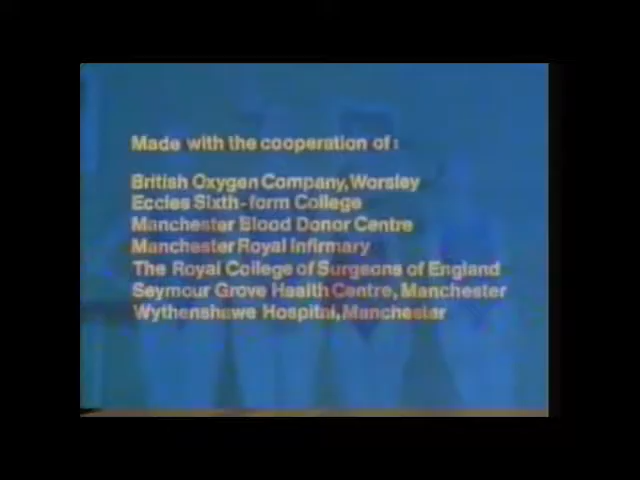 Made with the cooperation of:
British Oxygen Company, Worsley
Eccles Sixth-form College
Manchester Blood Donor Centre
Manchester Royal Infirmary
The Royal College of Surgeons of England
Seymour Grove Health Centre, Manchester
Wythenshawe Hospital, Manchester